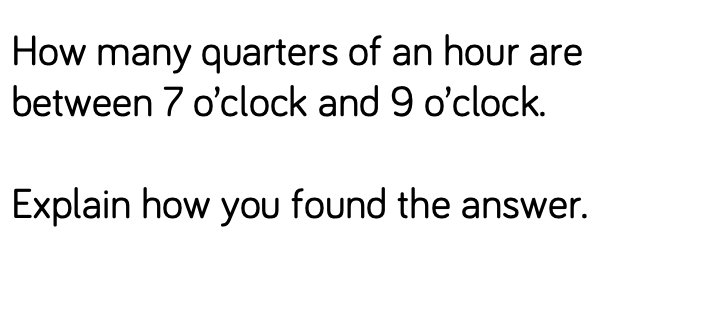 How many quarters of an hour are
between 7 o'clock and 9 o'clock.
Explain how you found the answer.